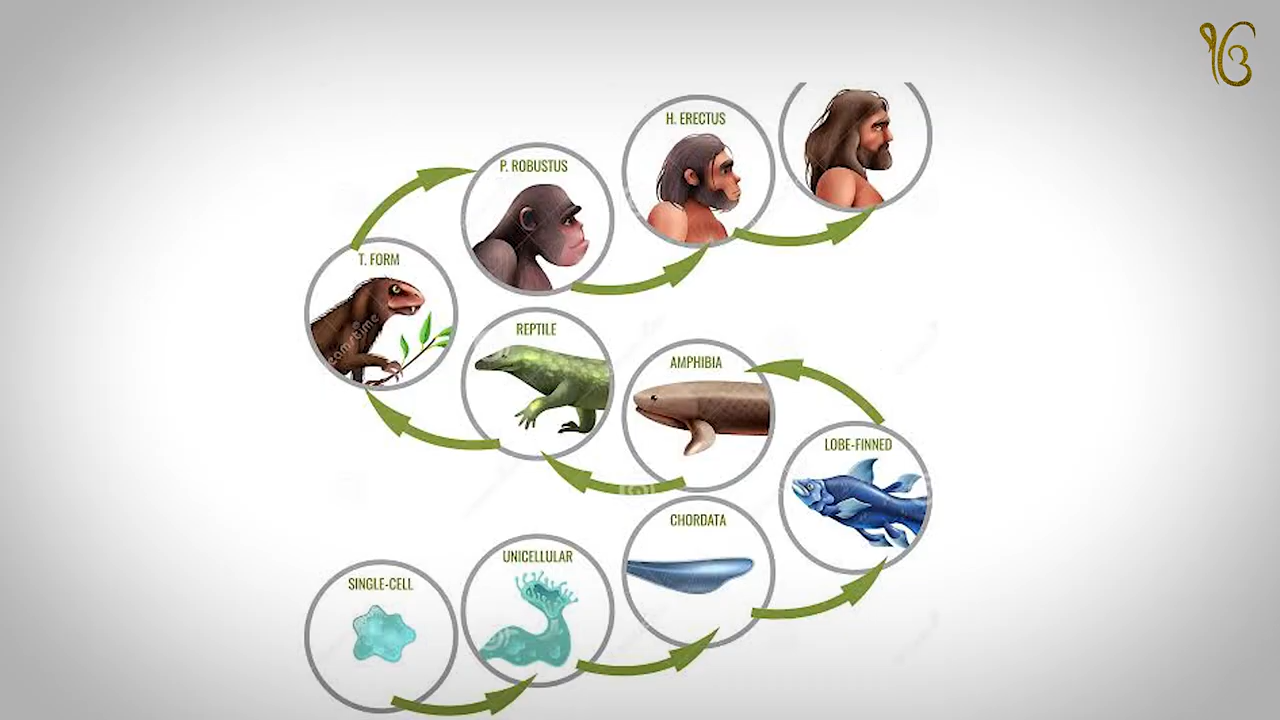 ੴ
H. ERECTUS
P. ROBUSTUS
T. FORM
REPTILE
AMPHIBIA
LOBE-FINNED
CHORDATA
UNICELLULAR
SINGLE-CELL